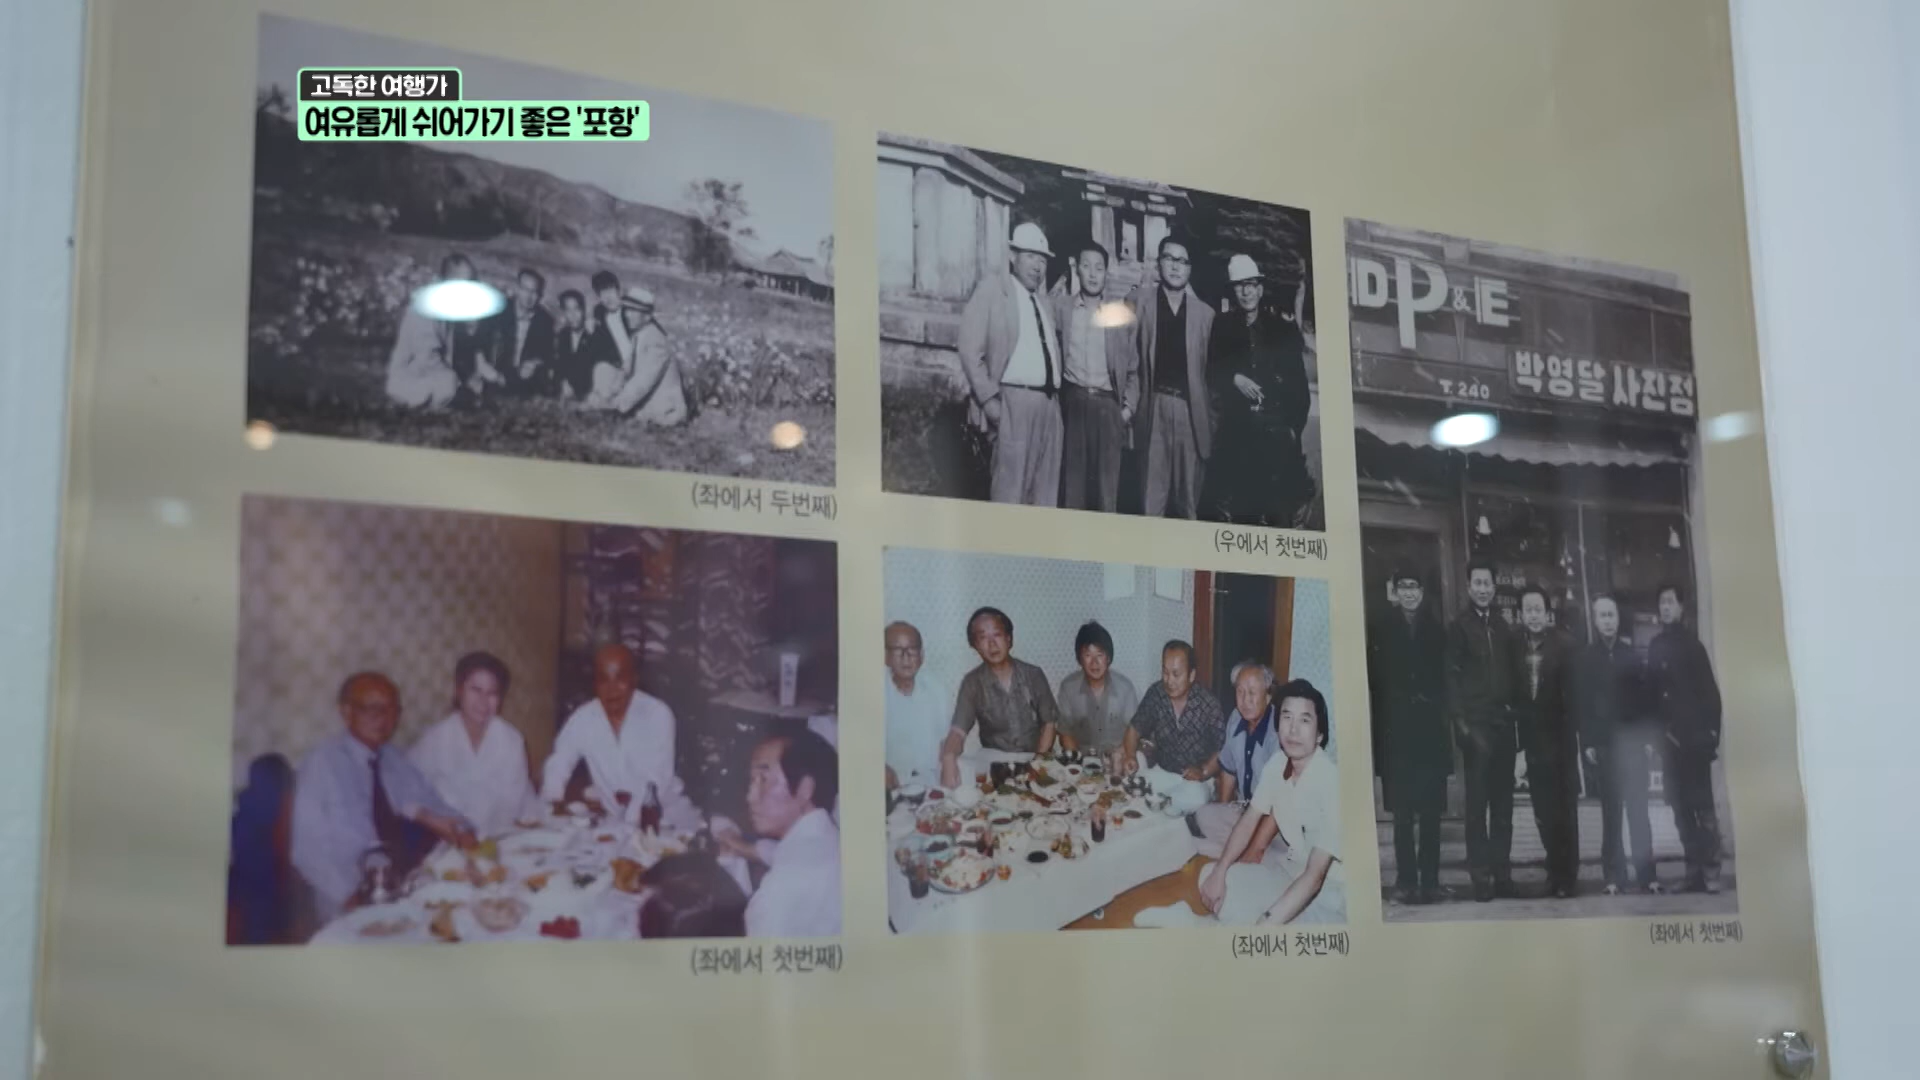 고독한 여행가
여유롭게 쉬어가기 좋은 '포항'
(좌에서 두번째)
(우에서 첫번째)
DP&E
박영달 사진점
T. 240
(좌에서 첫번째)
(좌에서 첫번째)
(좌에서 첫번째)